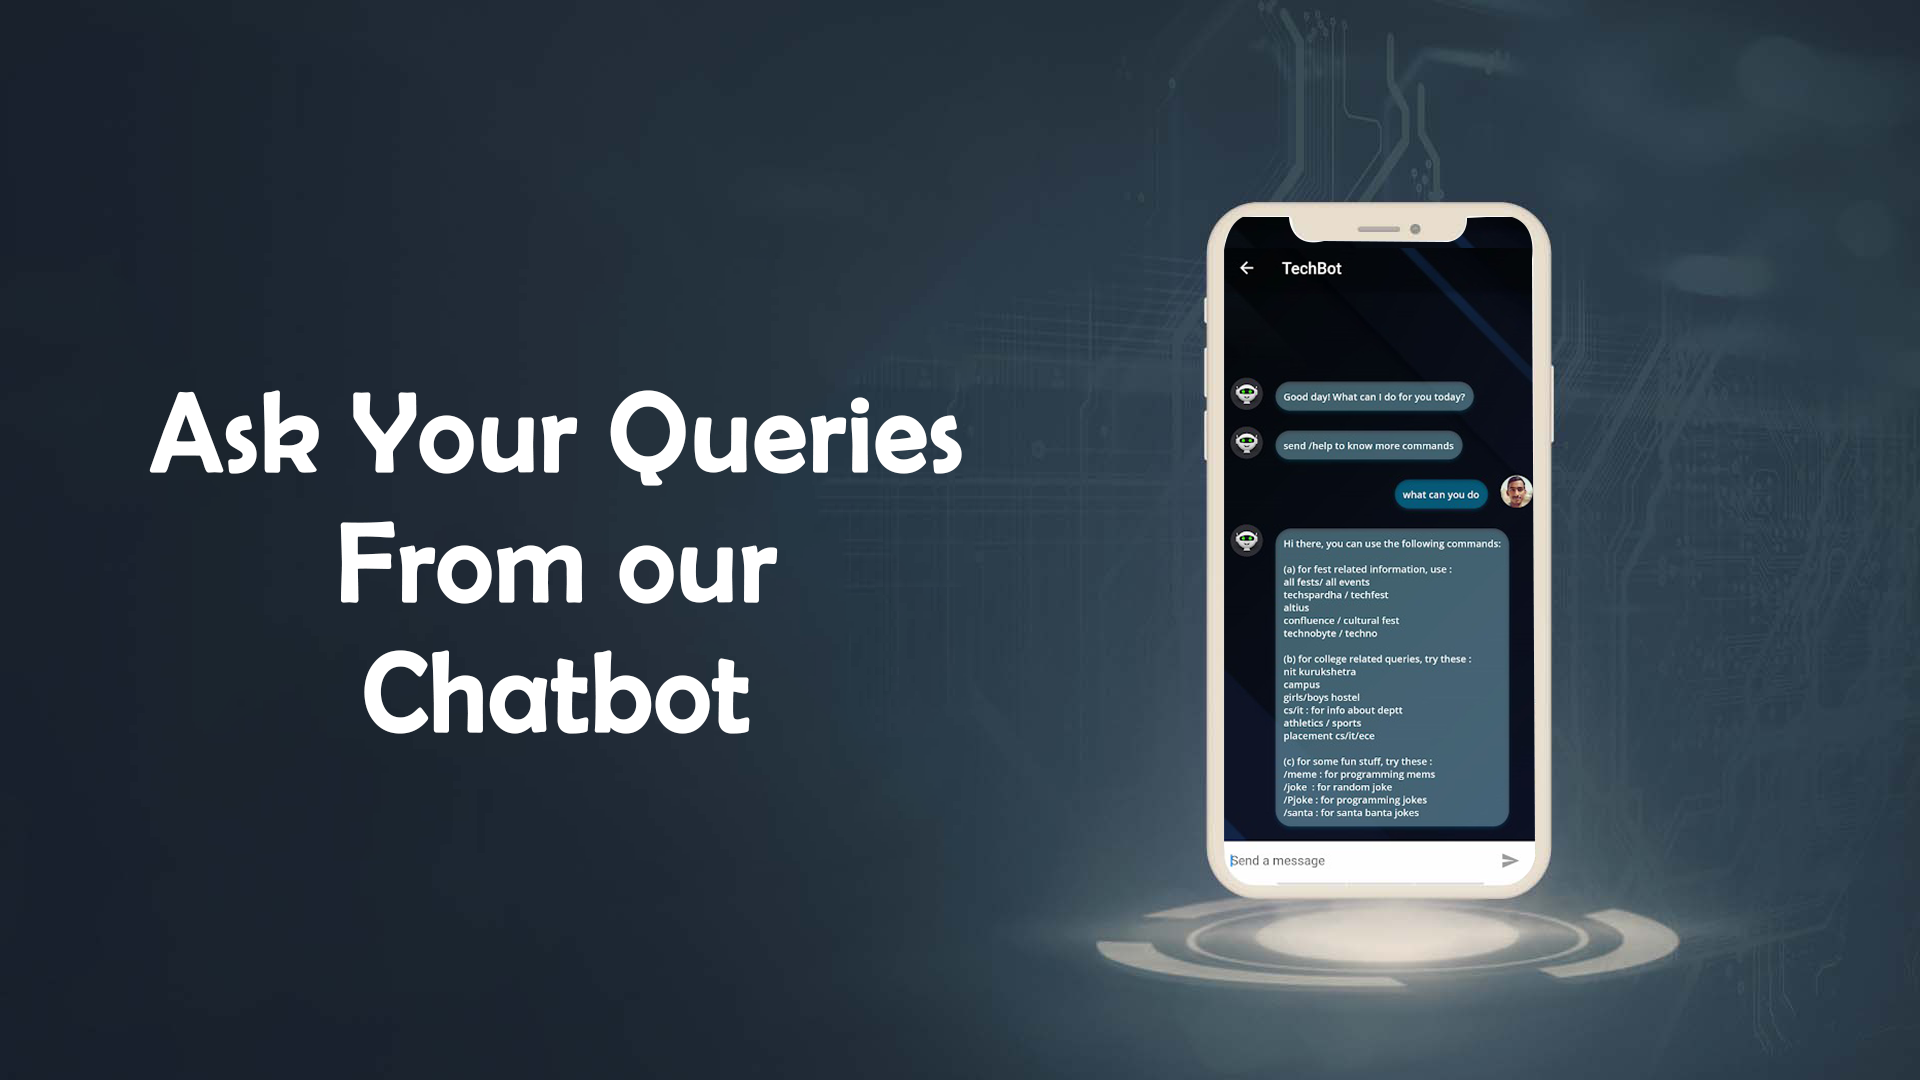 Ask Your Queries
From our
Chatbot
TechBot
Good day! What can I do for you today?
send /help to know more commands
what can you do
Hi there, you can use the following commands:
(a) for fest related information, use :
all fests/ all events
techspardha / techfest
altius
confluence / cultural fest
technobyte / techno
(b) for college related queries, try these :
nit kurukshetra
campus
girls/boys hostel
cs/it : for info about deptt
athletics / sports
placement cs/it/ece
(c) for some fun stuff, try these :
/meme : for programming mems
/joke  : for random joke
/Pjoke : for programming jokes
/santa : for santa banta jokes
Send a message